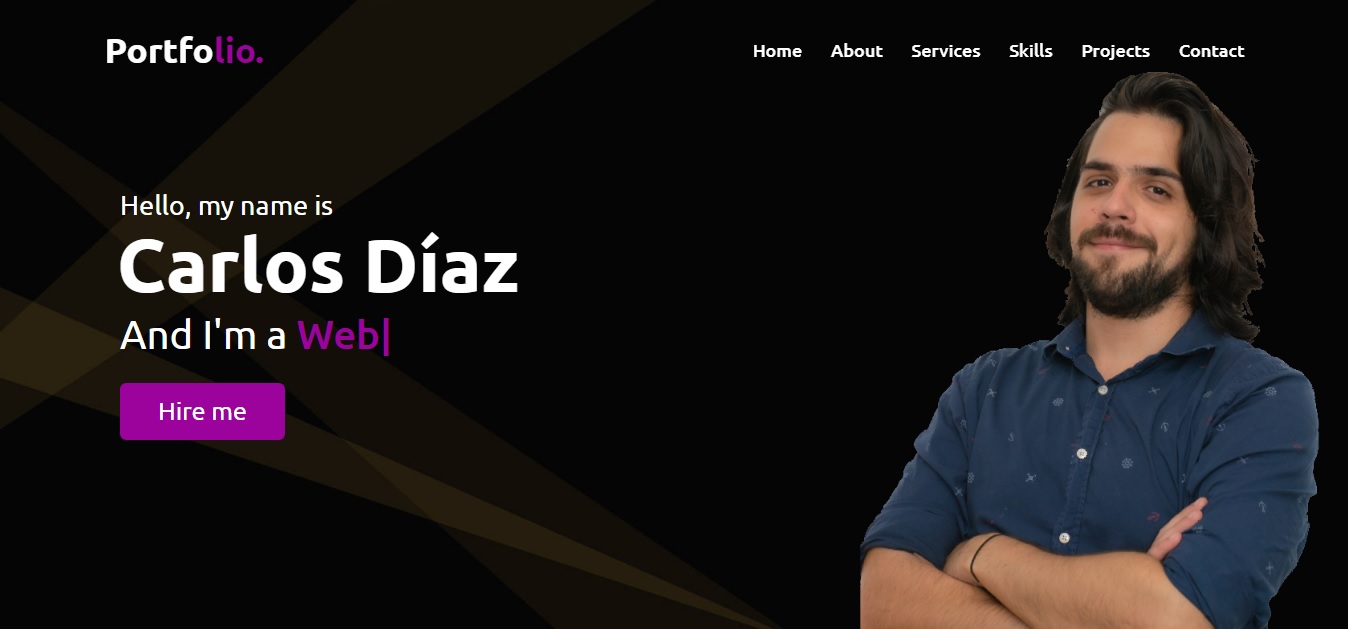 Portfolio.
Home About Services Skills Projects Contact
Hello, my name is
Carlos Díaz
And I'm a Web|
Hire me